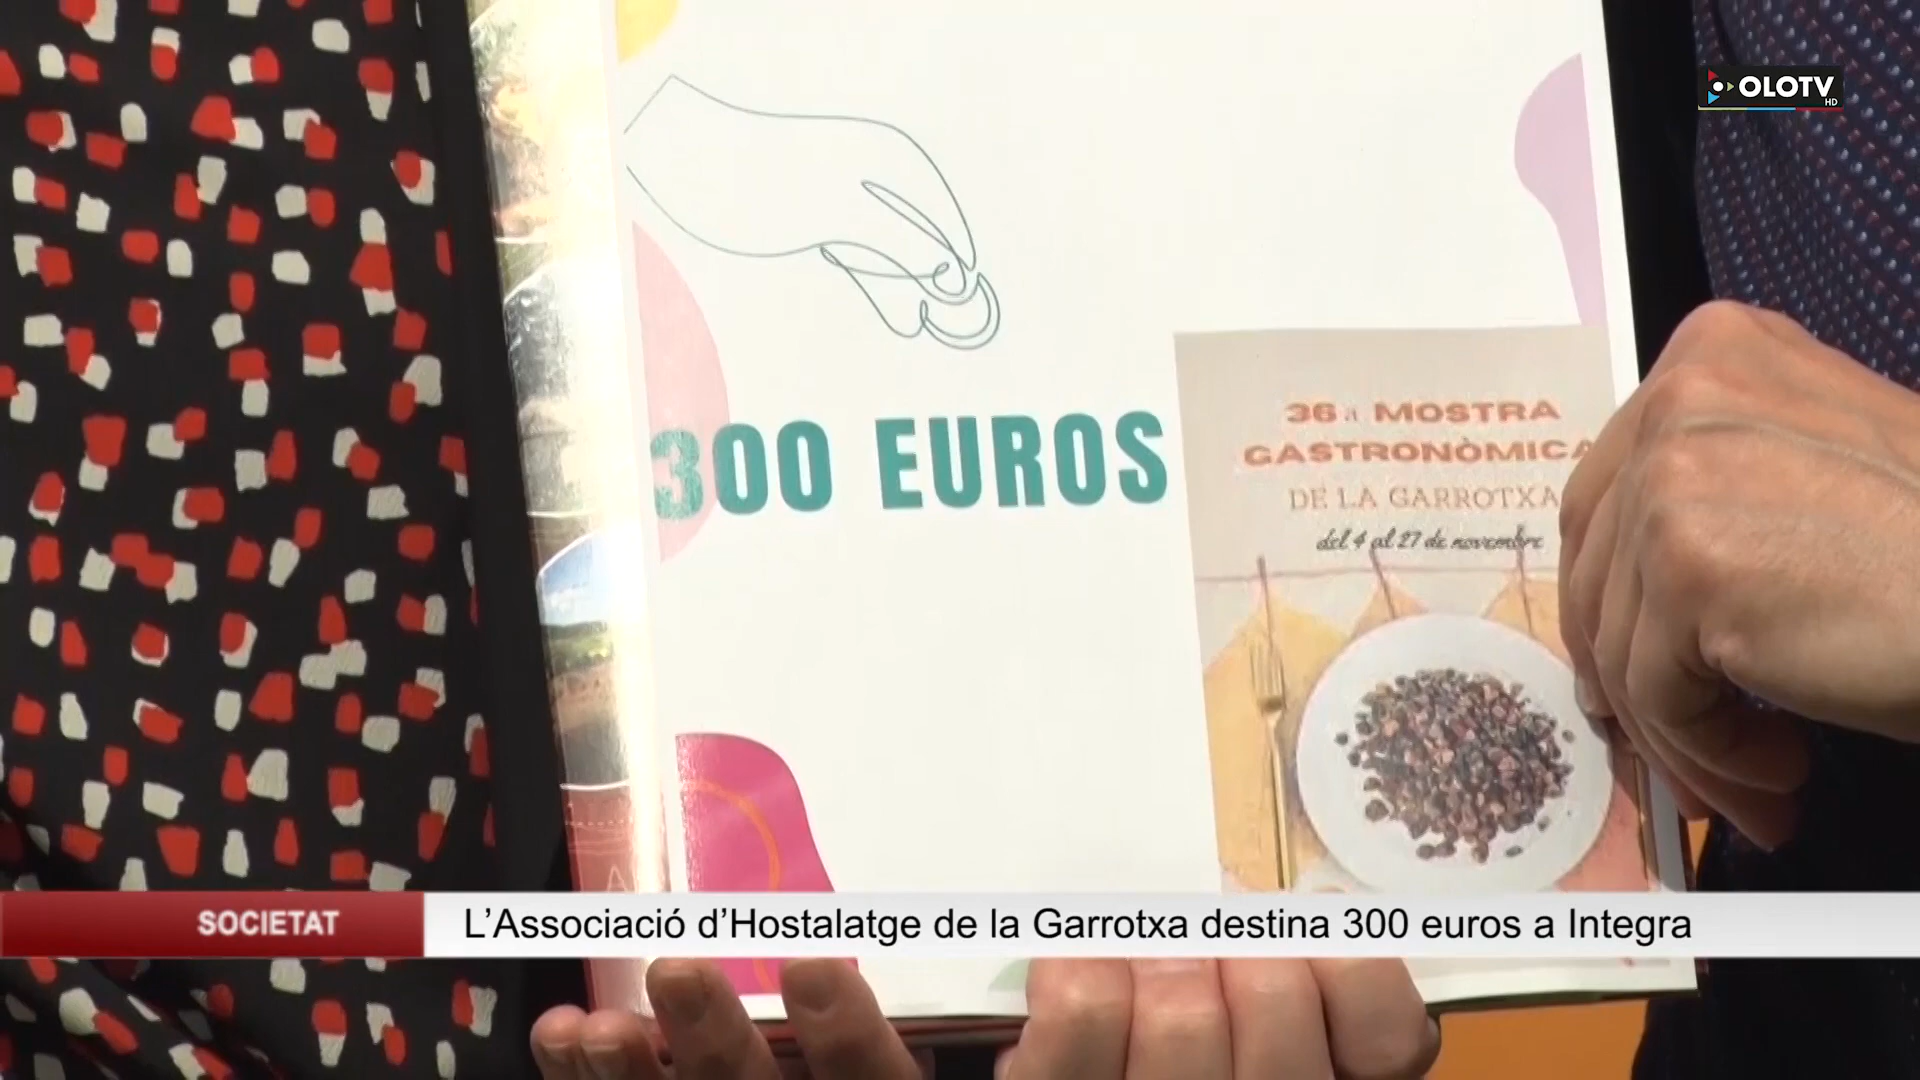 OLOTV
HD
300 EUROS
36a MOSTRA
GASTRONÒMICA
DE LA GARROTXA
del 4 al 27 de novembre
SOCIETAT
L’Associació d’Hostalatge de la Garrotxa destina 300 euros a Integra